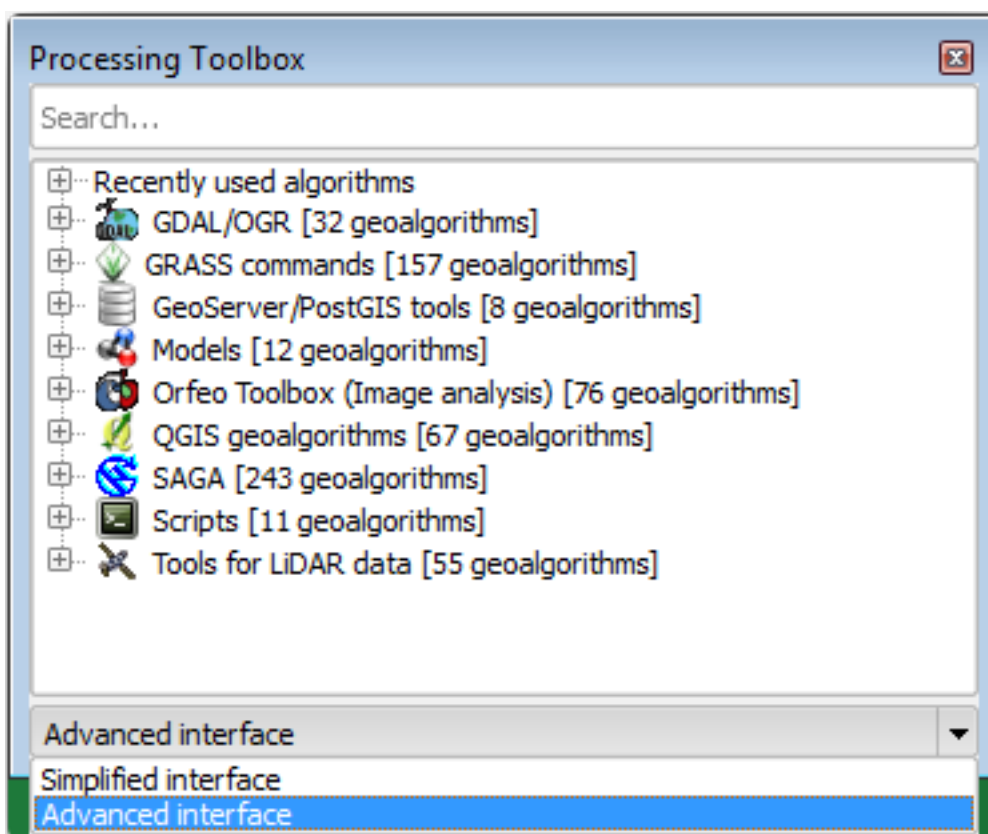 Processing Toolbox
Search...
Recently used algorithms
GDAL/OGR [32 geoalgorithms]
GRASS commands [157 geoalgorithms]
GeoServer/PostGIS tools [8 geoalgorithms]
Models [12 geoalgorithms]
Orfeo Toolbox (Image analysis) [76 geoalgorithms]
QGIS geoalgorithms [67 geoalgorithms]
SAGA [243 geoalgorithms]
Scripts [11 geoalgorithms]
Tools for LiDAR data [55 geoalgorithms]
Advanced interface
Simplified interface
Advanced interface